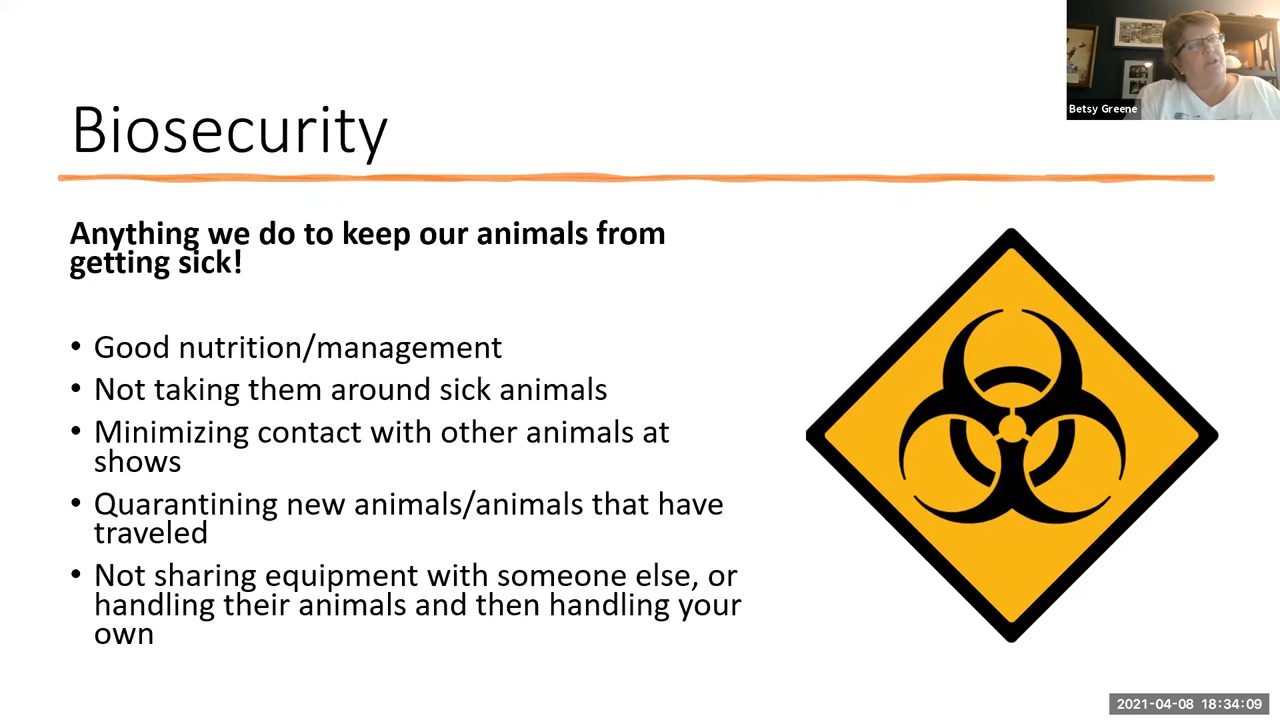 Betsy Greene
Biosecurity
Anything we do to keep our animals from
getting sick!
• Good nutrition/management
• Not taking them around sick animals
• Minimizing contact with other animals at
shows
• Quarantining new animals/animals that have
traveled
• Not sharing equipment with someone else, or
handling their animals and then handling your
own
2021-04-08 18:34:09